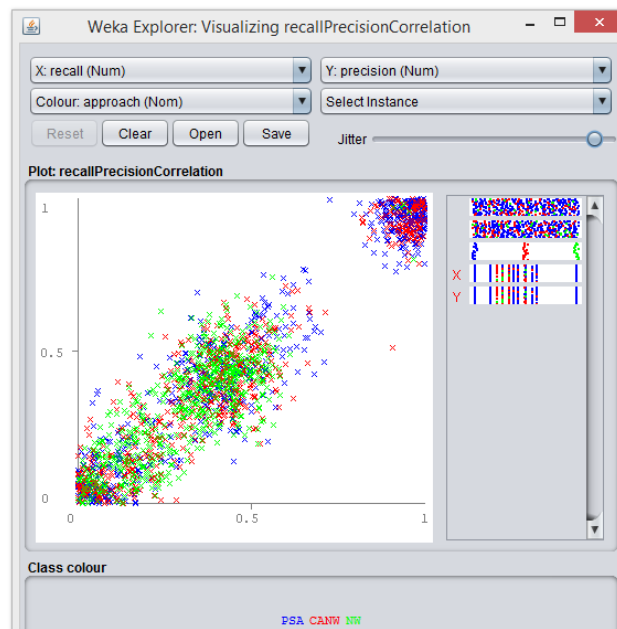 Weka Explorer: Visualizing recallPrecisionCorrelation
X: recall (Num) Y: precision (Num)
Colour: approach (Nom) Select Instance
Reset Clear Open Save Jitter
Plot: recallPrecisionCorrelation
1
0.5
0
0 0.5 1
X
Y
Class colour
PSA CANW NW